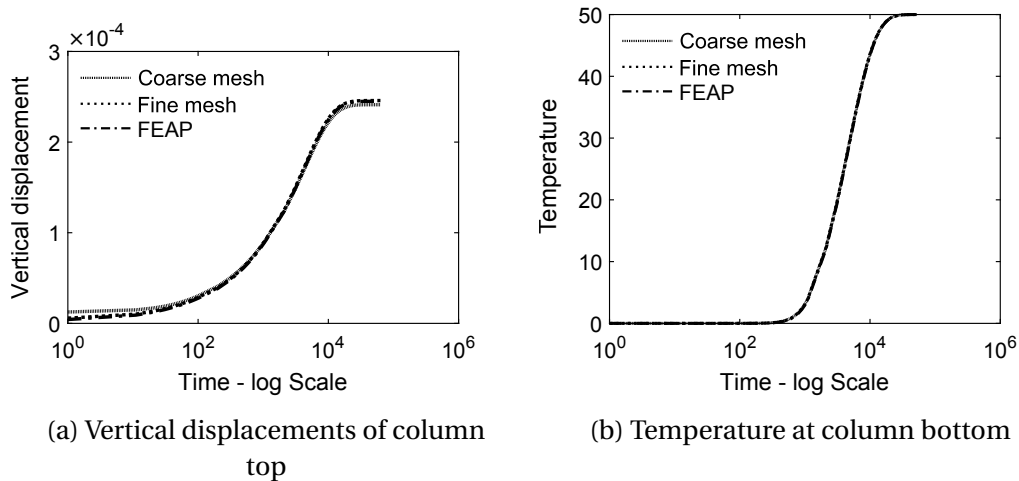 ×10⁻⁴
3
2
1
0
Vertical displacement
Coarse mesh
Fine mesh
FEAP
10⁰
10²
10⁴
10⁶
Time - log Scale
(a) Vertical displacements of column
top
50
40
30
20
10
0
Temperature
Coarse mesh
Fine mesh
FEAP
10⁰
10²
10⁴
10⁶
Time - log Scale
(b) Temperature at column bottom